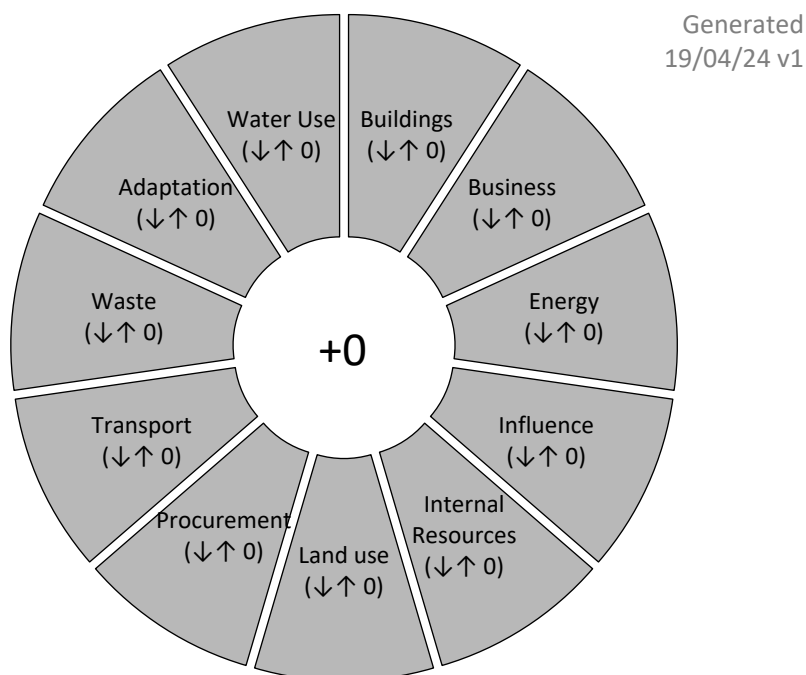 Generated
19/04/24 v1
Water Use
(↓↑ 0)
Buildings
(↓↑ 0)
Adaptation
(↓↑ 0)
Business
(↓↑ 0)
Waste
(↓↑ 0)
Energy
(↓↑ 0)
+0
Transport
(↓↑ 0)
Influence
(↓↑ 0)
Procurement
(↓↑ 0)
Land use
(↓↑ 0)
Internal
Resources
(↓↑ 0)